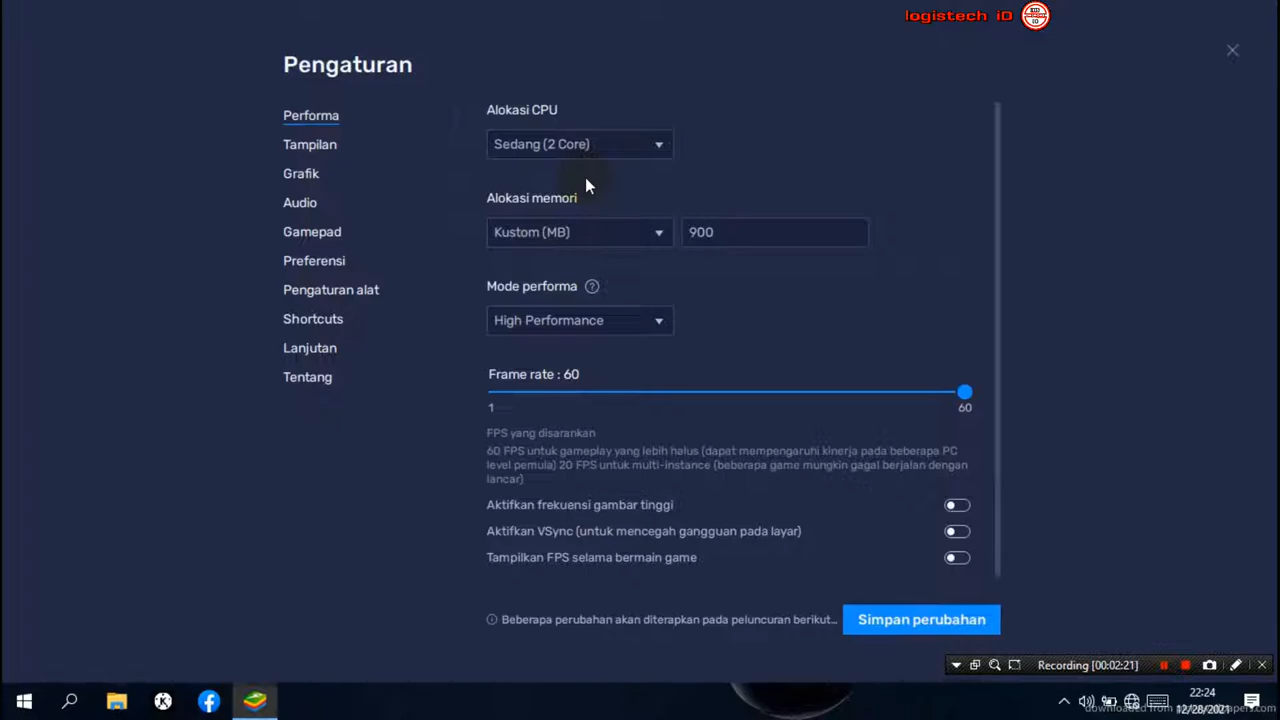 logistech iD
Pengaturan
Performa
Tampilan
Grafik
Audio
Gamepad
Preferensi
Pengaturan alat
Shortcuts
Lanjutan
Tentang
Alokasi CPU
Sedang (2 Core)
Alokasi memori
Kustom (MB)
900
Mode performa ?
High Performance
Frame rate : 60
1
60
FPS yang disarankan
60 FPS untuk gameplay yang lebih halus (dapat mempengaruhi kinerja pada beberapa PC
level pemula) 20 FPS untuk multi-instance (beberapa game mungkin gagal berjalan dengan
lancar)
Aktifkan frekuensi gambar tinggi
Aktifkan VSync (untuk mencegah gangguan pada layar)
Tampilkan FPS selama bermain game
Beberapa perubahan akan diterapkan pada peluncuran berikut...
Simpan perubahan
Recording [00:02:21]
22:24
12/28/2021